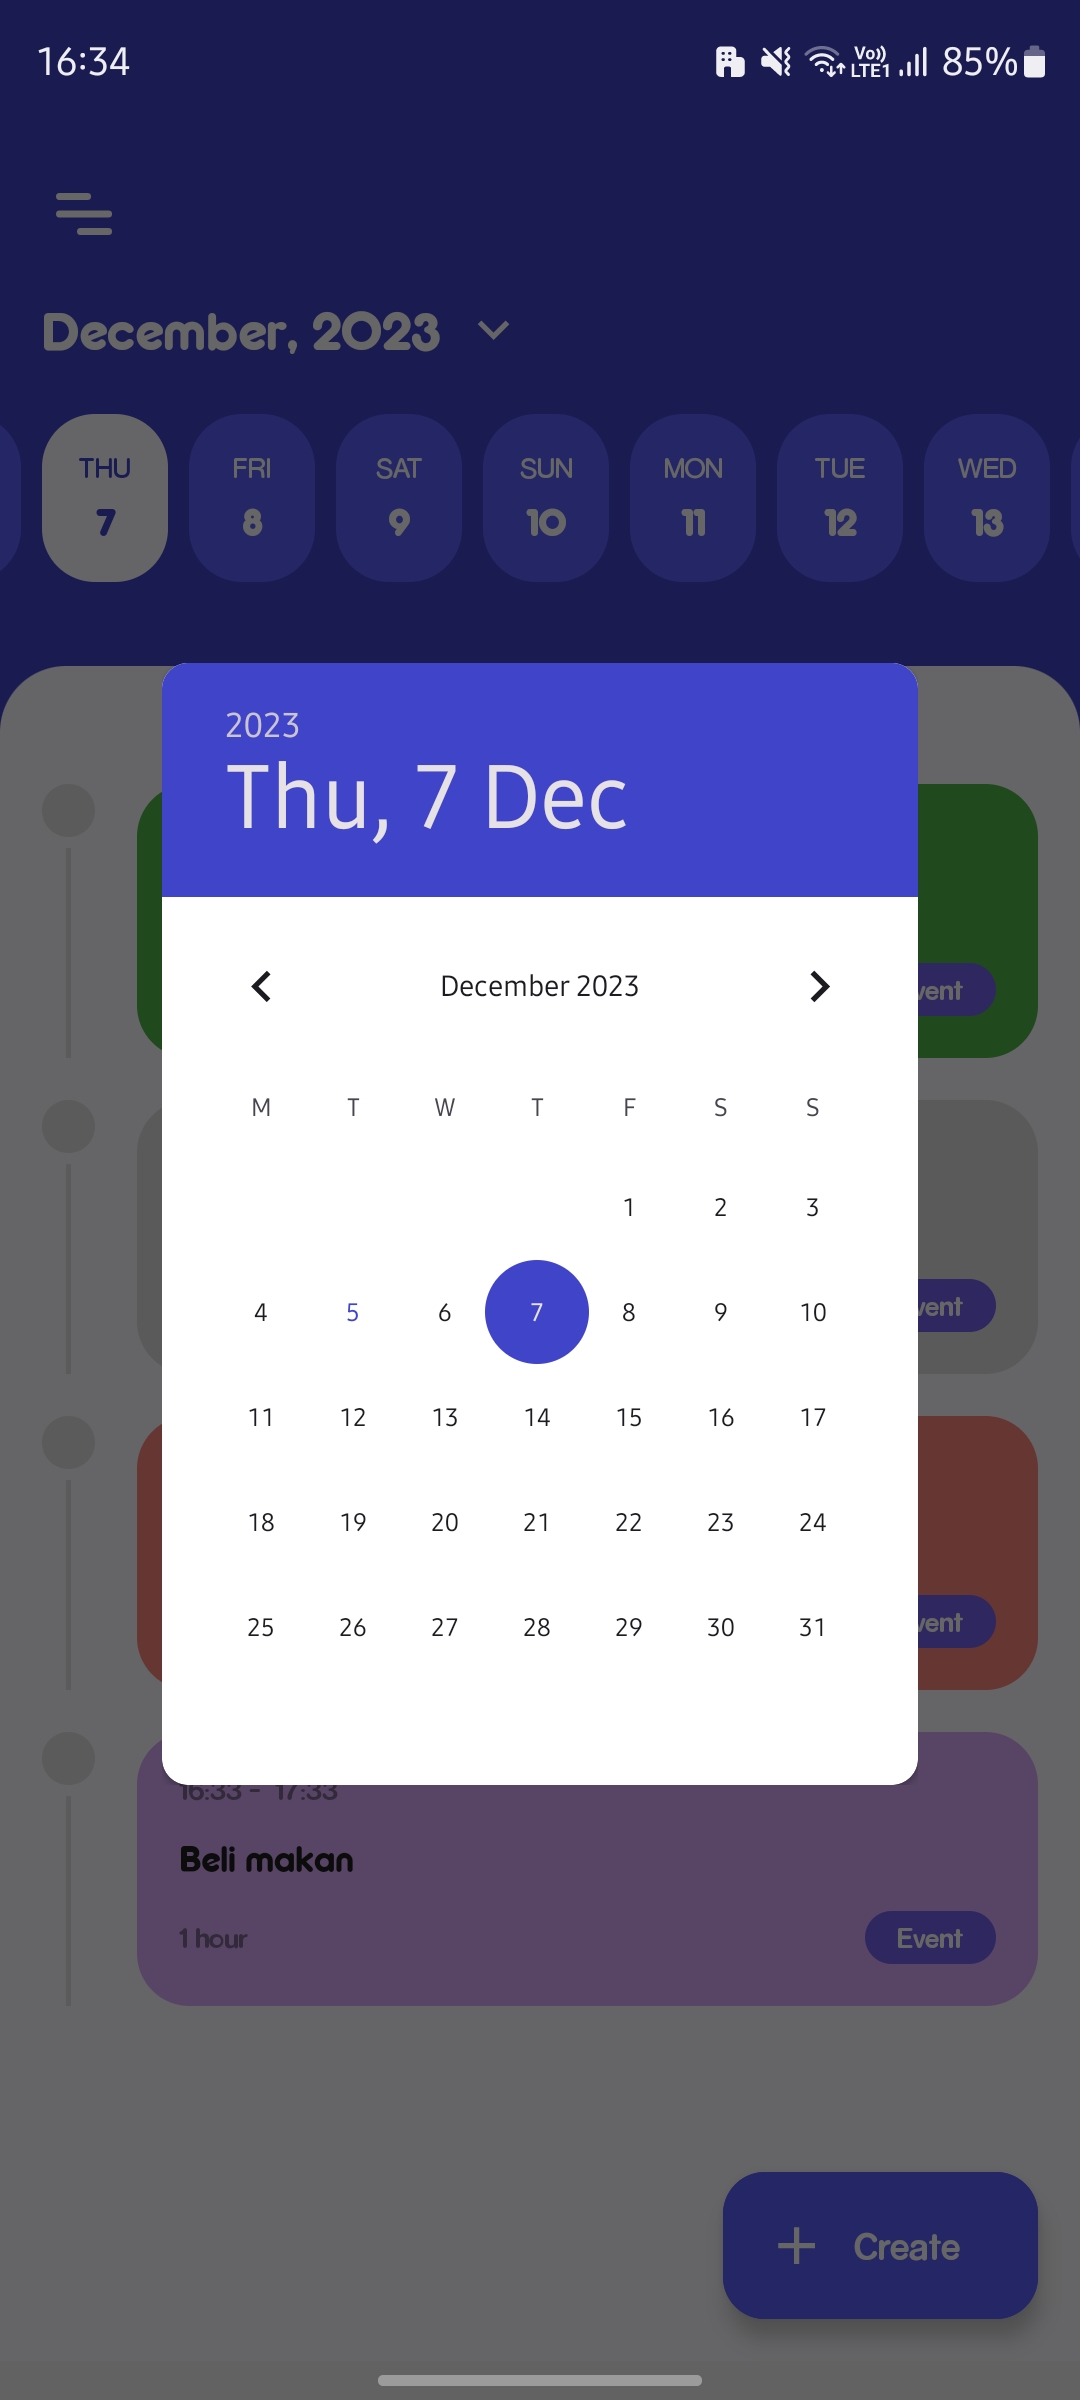 16:34
Vo))
LTE1
85%
December, 2023
THU FRI SAT SUN MON TUE WED
7 8 9 10 11 12 13
2023
Thu, 7 Dec
December 2023
M T W T F S S
1 2 3
4 5 6 7 8 9 10
11 12 13 14 15 16 17
18 19 20 21 22 23 24
25 26 27 28 29 30 31
vent
vent
vent
16:33 - 17:33
Beli makan
1 hour
Event
Create